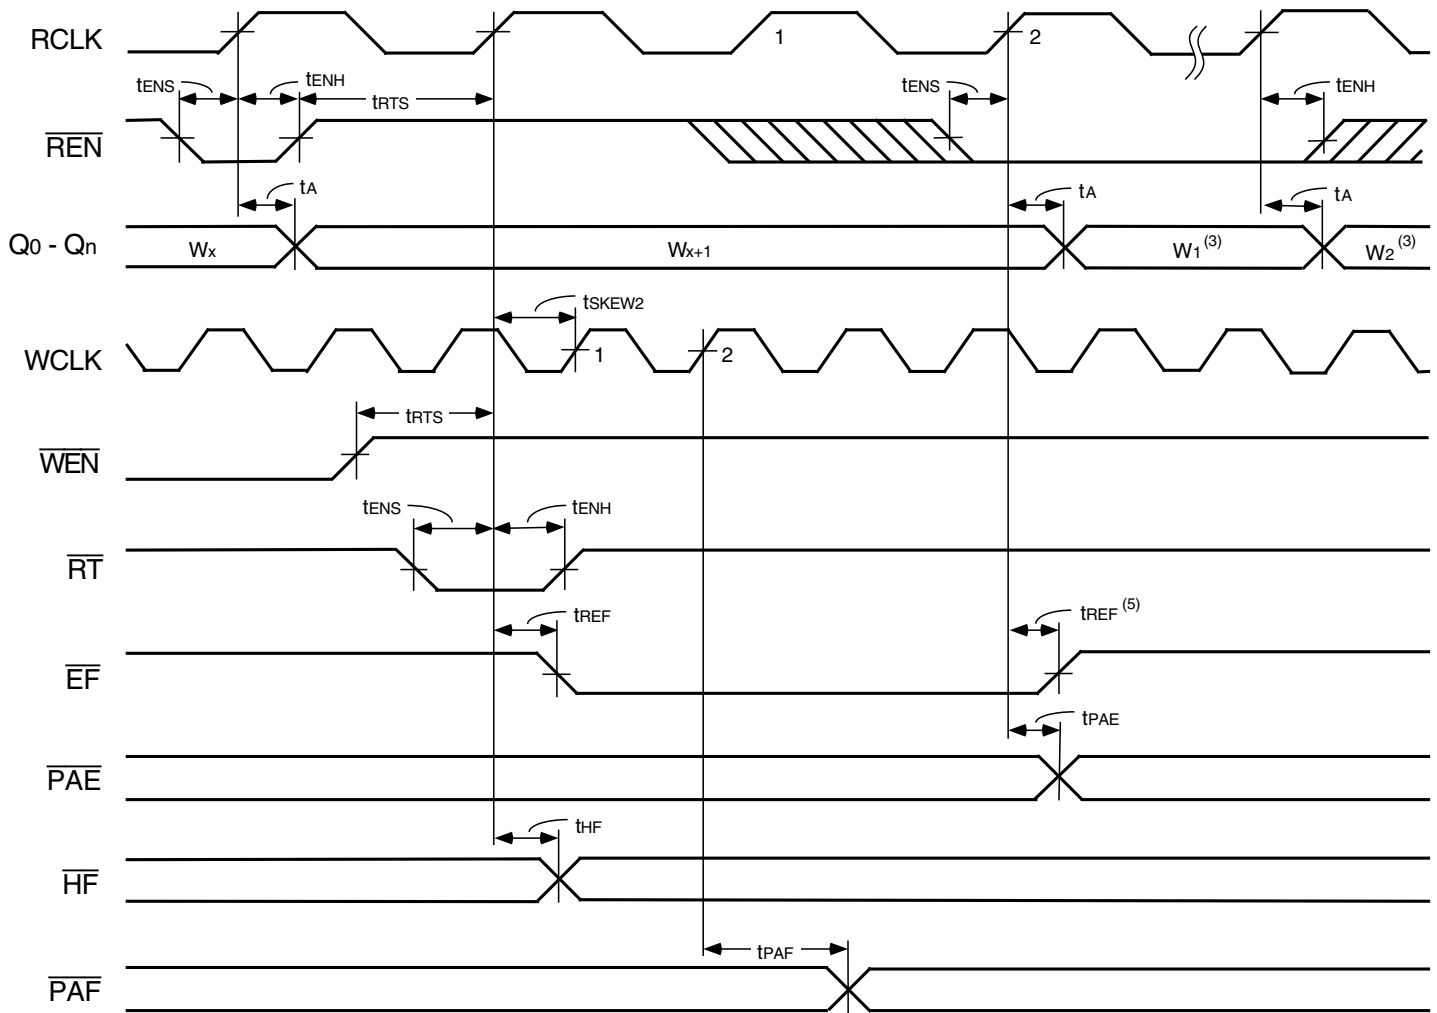 RCLK 1 2
tENS tENH tRTS tENS tENH
REN
tA tA tA
Q0 - Qn Wx Wx+1 W1 (3) W2 (3)
tSKEW2
WCLK 1 2
tRTS
WEN
tENS tENH
RT
tREF tREF (5)
EF
tPAE
PAE
tHF
HF
tPAF
PAF